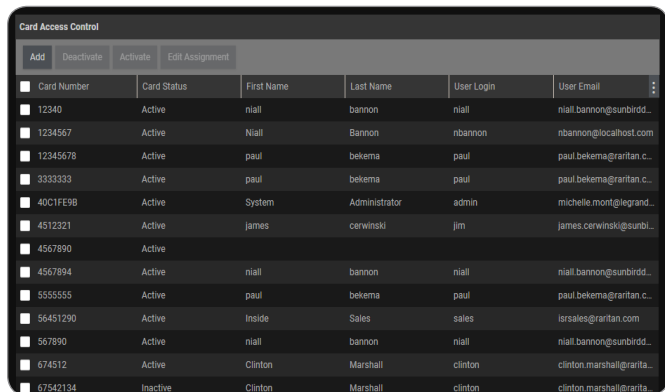 Card Access Control
Add Deactivate Activate Edit Assignment
Card Number Card Status First Name Last Name User Login User Email
12340 Active niall bannon niall niall.bannon@sunbirdd...
1234567 Active Niall Bannon nbannon nbannon@localhost.com
12345678 Active paul bekema paul paul.bekema@raritan.c...
3333333 Active paul bekema paul paul.bekema@raritan.c...
40C1FE9B Active System Administrator admin michelle.mont@legrand...
4512321 Active james cerwinski jim james.cerwinski@sunbi...
4567890 Active
4567894 Active niall bannon niall niall.bannon@sunbirdd...
5555555 Active paul bekema paul paul.bekema@raritan.c...
56451290 Active Inside Sales sales isrsales@raritan.com
567890 Active niall bannon niall niall.bannon@sunbirdd...
674512 Active Clinton Marshall clinton clinton.marshall@rarita...
67542134 Inactive Clinton Marshall clinton clinton.marshall@rarita...